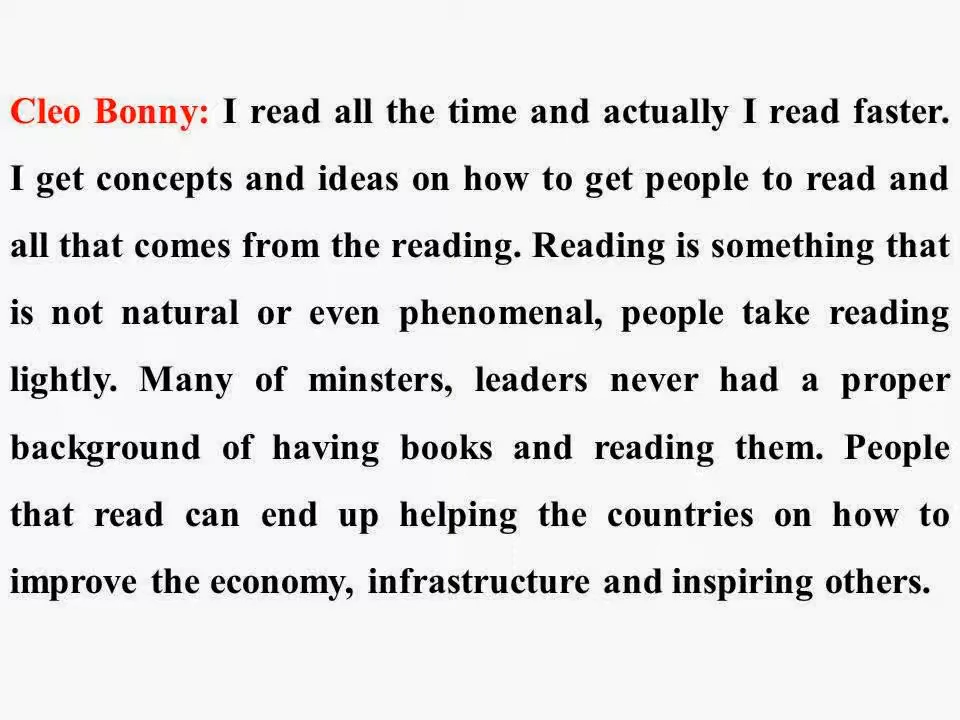 Cleo Bonny: I read all the time and actually I read faster.
I get concepts and ideas on how to get people to read and
all that comes from the reading. Reading is something that
is not natural or even phenomenal, people take reading
lightly. Many of minsters, leaders never had a proper
background of having books and reading them. People
that read can end up helping the countries on how to
improve the economy, infrastructure and inspiring others.